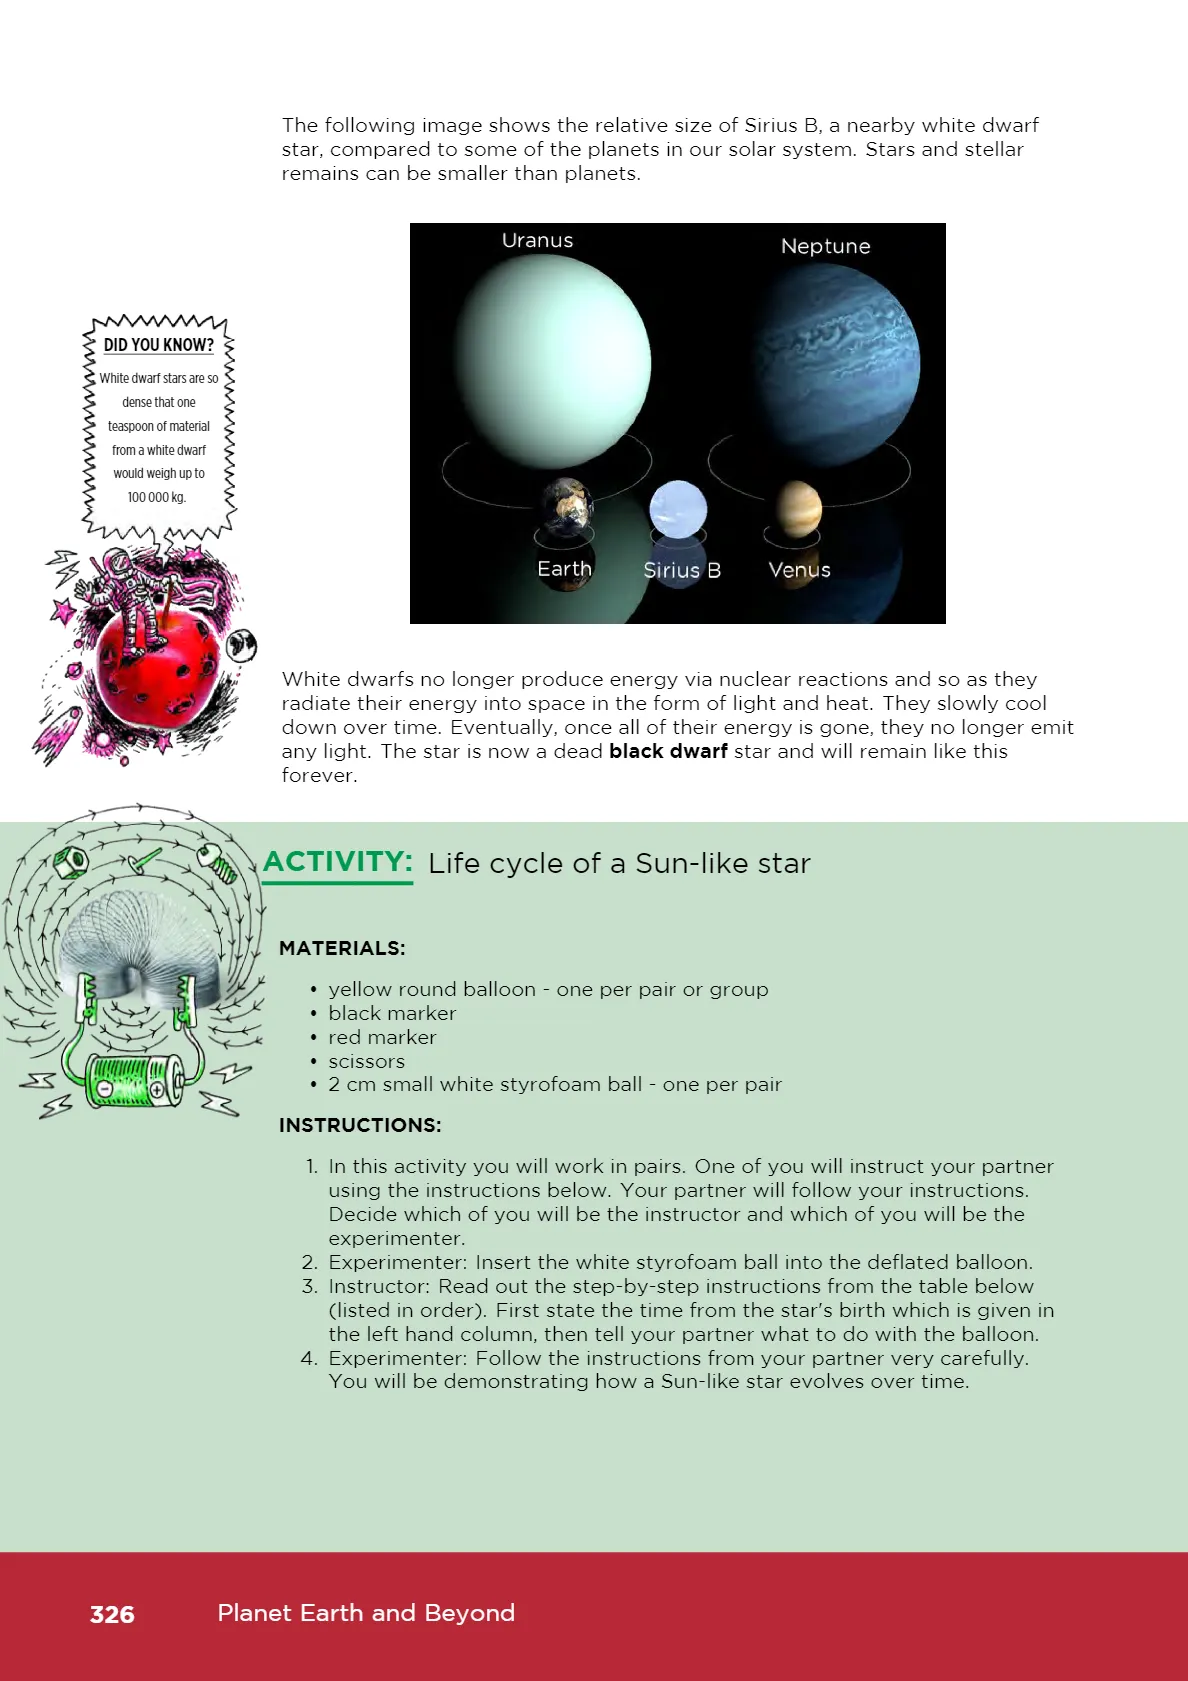 The following image shows the relative size of Sirius B, a nearby white dwarf
star, compared to some of the planets in our solar system. Stars and stellar
remains can be smaller than planets.
Uranus
Neptune
Earth
Sirius B
Venus
DID YOU KNOW?
White dwarf stars are so
dense that one
teaspoon of material
from a white dwarf
would weigh up to
100 000 kg.
White dwarfs no longer produce energy via nuclear reactions and so as they
radiate their energy into space in the form of light and heat. They slowly cool
down over time. Eventually, once all of their energy is gone, they no longer emit
any light. The star is now a dead black dwarf star and will remain like this
forever.
ACTIVITY: Life cycle of a Sun-like star
MATERIALS:
• yellow round balloon - one per pair or group
• black marker
• red marker
• scissors
• 2 cm small white styrofoam ball - one per pair
INSTRUCTIONS:
1. In this activity you will work in pairs. One of you will instruct your partner
using the instructions below. Your partner will follow your instructions.
Decide which of you will be the instructor and which of you will be the
experimenter.
2. Experimenter: Insert the white styrofoam ball into the deflated balloon.
3. Instructor: Read out the step-by-step instructions from the table below
(listed in order). First state the time from the star's birth which is given in
the left hand column, then tell your partner what to do with the balloon.
4. Experimenter: Follow the instructions from your partner very carefully.
You will be demonstrating how a Sun-like star evolves over time.
326 Planet Earth and Beyond